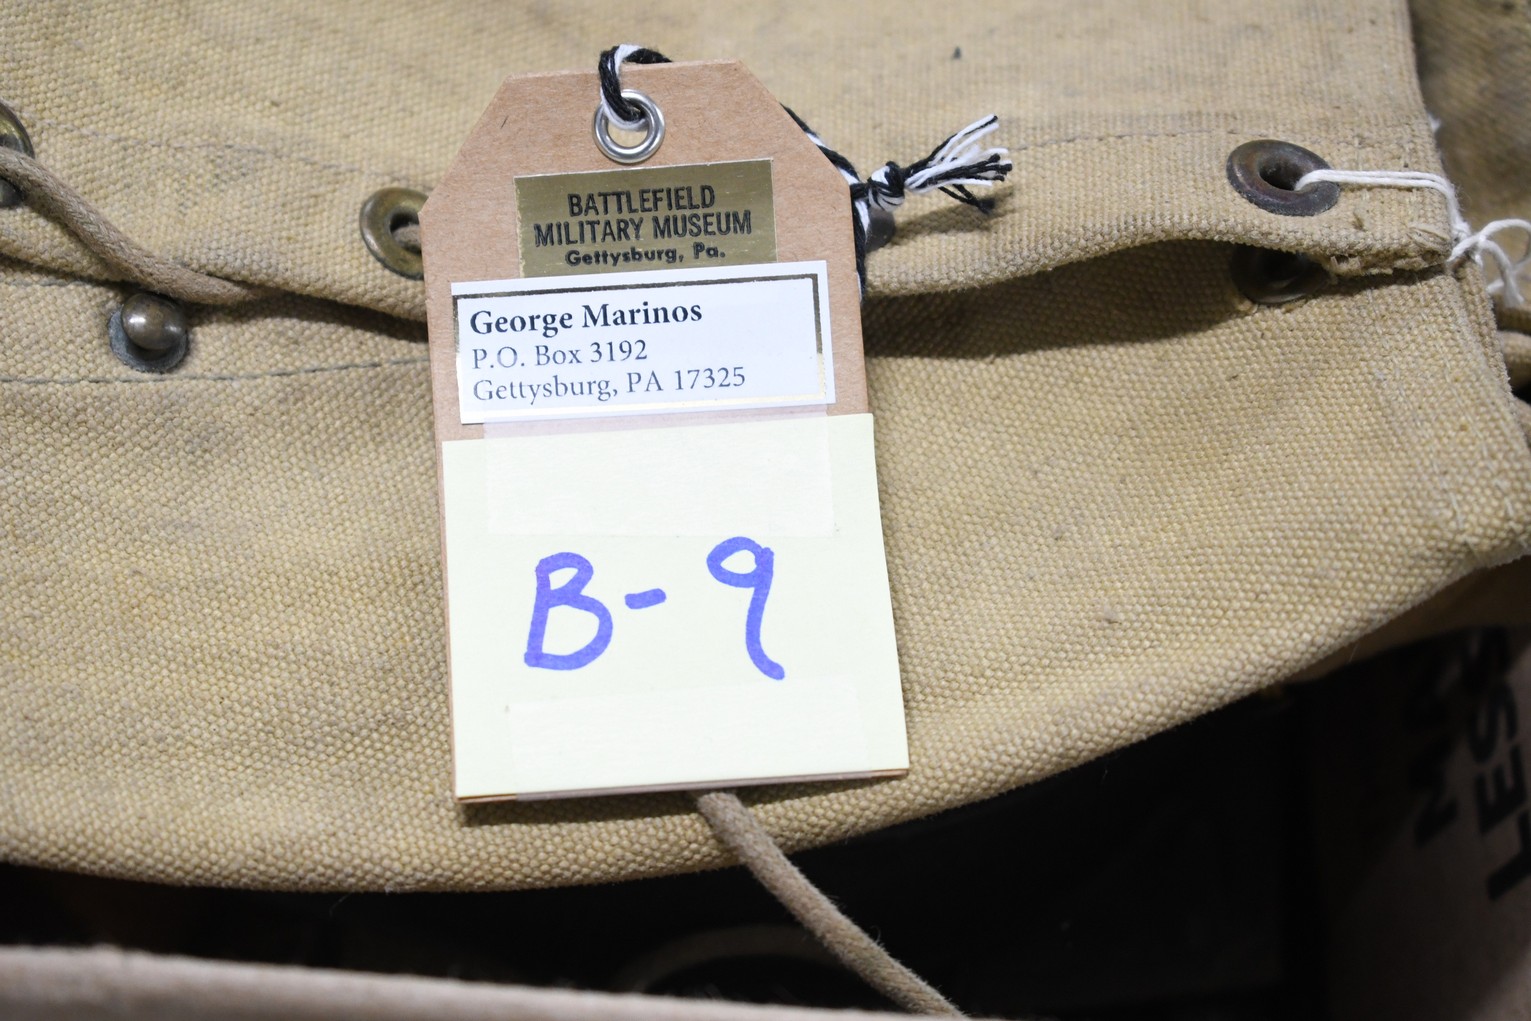 BATTLEFIELD
MILITARY MUSEUM
Gettysburg, Pa.
George Marinos
P.O. Box 3192
Gettysburg, PA 17325
B-9